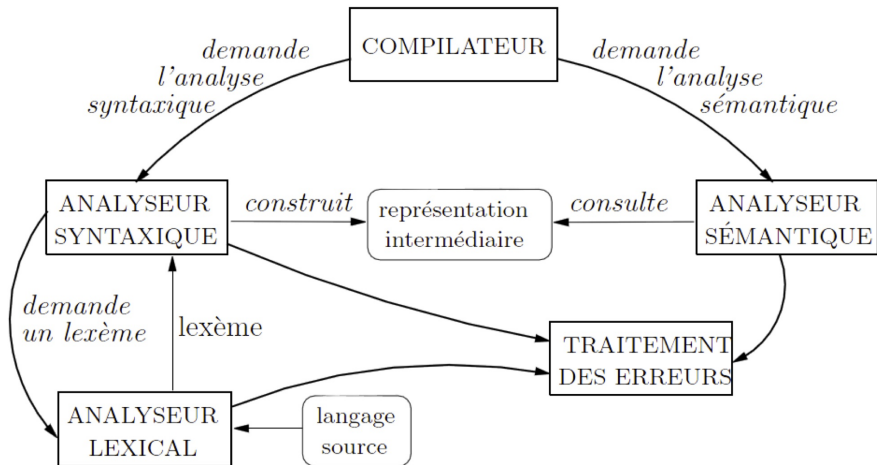 demande
l'analyse
syntaxique
COMPILATEUR
demande
l'analyse
sémantique
ANALYSEUR
SYNTAXIQUE
construit
représentation
intermédiaire
consulte
ANALYSEUR
SÉMANTIQUE
demande
un lexème
lexème
TRAITEMENT
DES ERREURS
ANALYSEUR
LEXICAL
langage
source